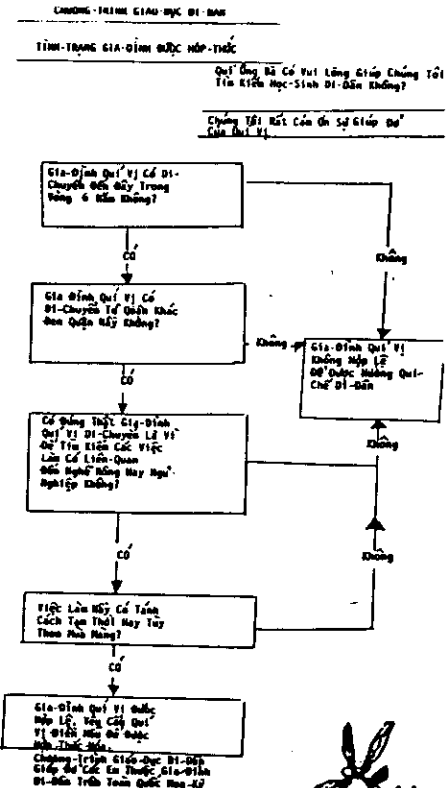 CHƯƠNG-TRÌNH GIÁO-DỤC DI-DÂN
TÌNH-TRẠNG GIA-ĐÌNH ĐƯỢC HỢP-THỨC
Quí Ông Bà Có Vui Lòng Giúp Chúng Tôi
Tìm Kiếm Học-Sinh Di-Dân Không?
Chúng Tôi Rất Cám Ơn Sự Giúp Đỡ
Của Quí Vị
Gia-Đình Quí Vị Có Di-
Chuyển Đến Đây Trong
Vòng 6 Năm Không?
Có
Không
Gia Đình Quí Vị Có
Di-Chuyển Từ Quận Khác
Đến Quận Nầy Không?
Không
Gia-Đình Quí Vị
Không Hợp Lệ
Để Được Hưởng Qui-
Chế Di-Dân
Có
Có Đúng Thật Gia-Đình
Quí Vị Di-Chuyển Là Vì
Để Tìm Kiếm Các Việc
Làm Có Liên-Quan
Đến Nghề Nông Hay Ngư-
Nghiệp Không?
Không
Có
Không
Việc Làm Nầy Có Tánh
Cách Tạm Thời Hay Tùy
Theo Mùa Màng?
Có
Gia-Đình Quí Vị Được
Hợp Lệ. Yêu Cầu Quí
Vị Điền Mẫu Để Được
Hợp Thức Hóa.
Chương-Trình Giáo-Dục Di-Dân
Giúp Đỡ Các Em Thuộc Gia-Đình
Di-Dân Trên Toàn Quốc Hoa-Kỳ